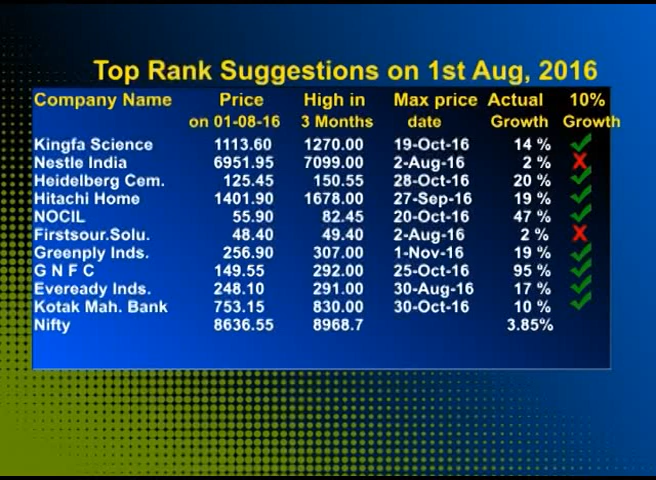 Top Rank Suggestions on 1st Aug, 2016
Company Name Price High in Max price Actual 10%
on 01-08-16 3 Months date Growth Growth
Kingfa Science 1113.60 1270.00 19-Oct-16 14 %
Nestle India 6951.95 7099.00 2-Aug-16 2 %
Heidelberg Cem. 125.45 150.55 28-Oct-16 20 %
Hitachi Home 1401.90 1678.00 27-Sep-16 19 %
NOCIL 55.90 82.45 20-Oct-16 47 %
Firstsour.Solu. 48.40 49.40 2-Aug-16 2 %
Greenply Inds. 256.90 307.00 1-Nov-16 19 %
G N F C 149.55 292.00 25-Oct-16 95 %
Eveready Inds. 248.10 291.00 30-Aug-16 17 %
Kotak Mah. Bank 753.15 830.00 30-Oct-16 10 %
Nifty 8636.55 8968.7 3.85%